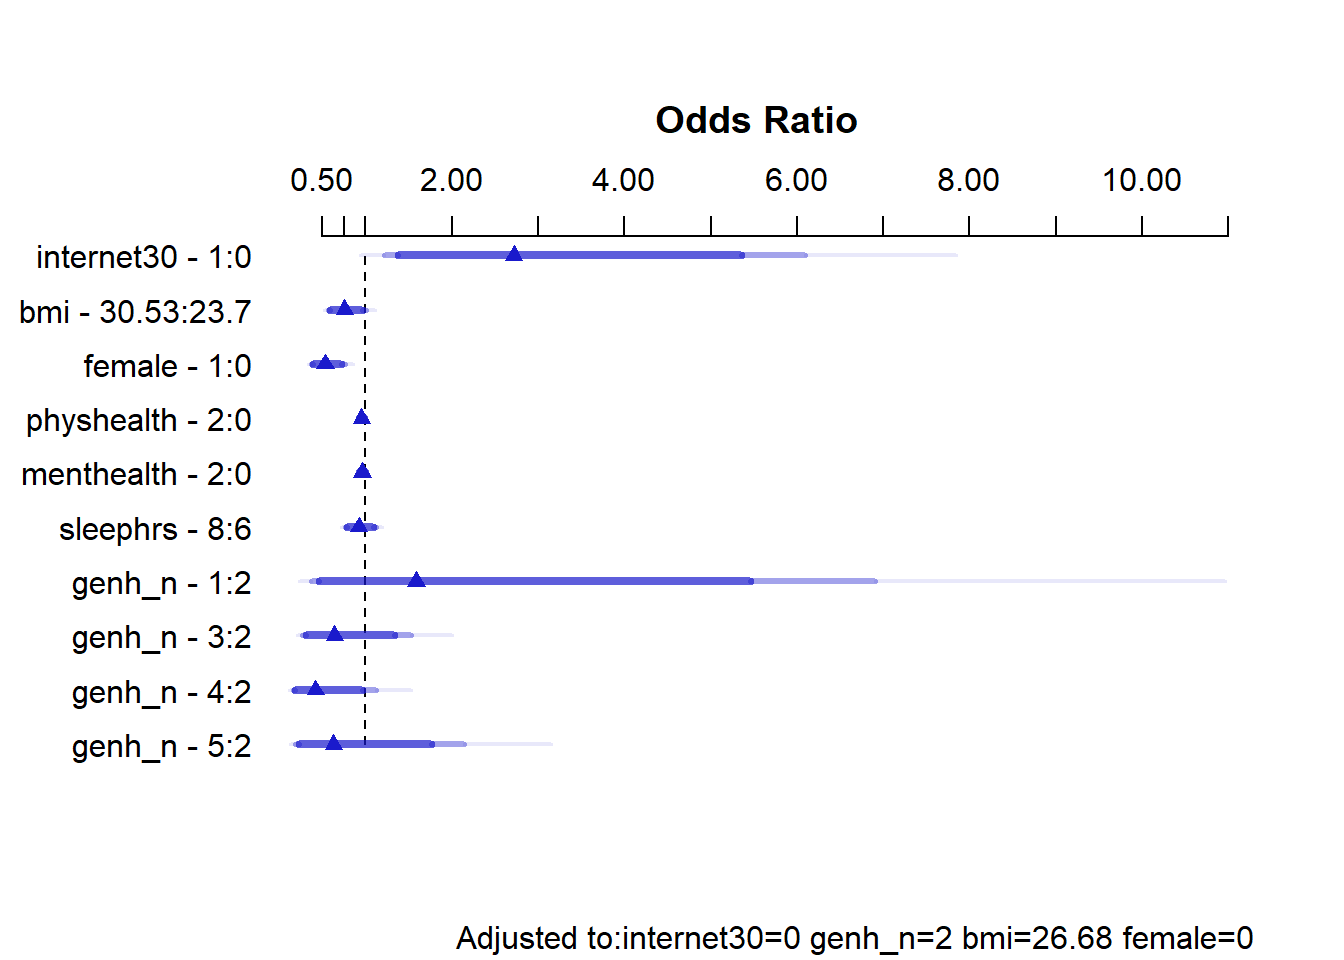 Odds Ratio
0.50 2.00 4.00 6.00 8.00 10.00
internet30 - 1:0
bmi - 30.53:23.7
female - 1:0
physhealth - 2:0
menthealth - 2:0
sleephrs - 8:6
genh_n - 1:2
genh_n - 3:2
genh_n - 4:2
genh_n - 5:2
Adjusted to:internet30=0 genh_n=2 bmi=26.68 female=0